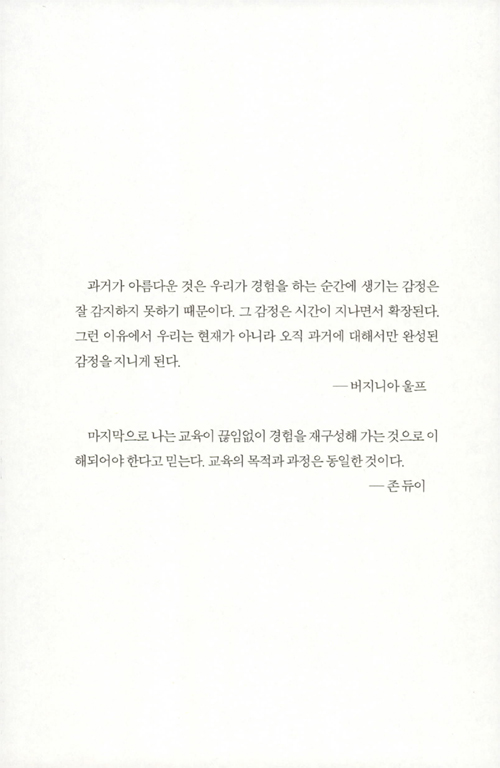 과거가 아름다운 것은 우리가 경험을 하는 순간에 생기는 감정은
잘 감지하지 못하기 때문이다. 그 감정은 시간이 지나면서 확장된다.
그런 이유에서 우리는 현재가 아니라 오직 과거에 대해서만 완성된
감정을 지니게 된다.
— 버지니아 울프
마지막으로 나는 교육이 끊임없이 경험을 재구성해 가는 것으로 이
해되어야 한다고 믿는다. 교육의 목적과 과정은 동일한 것이다.
— 존 듀이